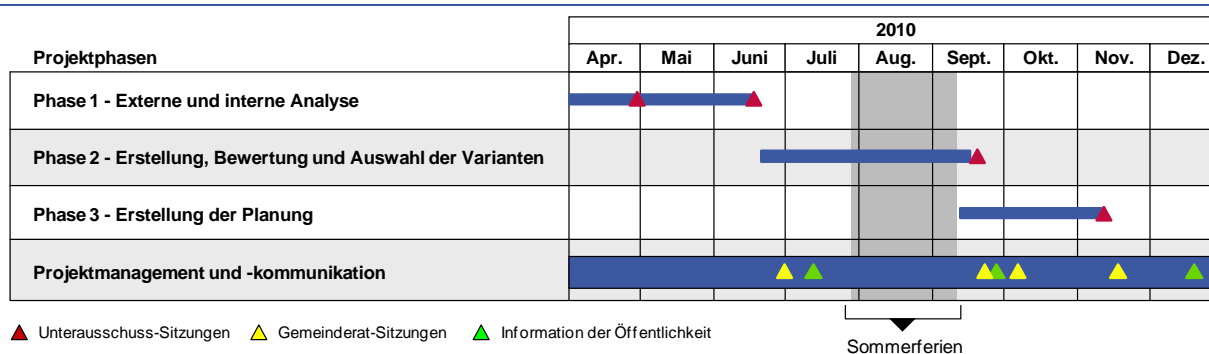 2010
Projektphasen Apr. Mai Juni Juli Aug. Sept. Okt. Nov. Dez.
Phase 1 - Externe und interne Analyse
Phase 2 - Erstellung, Bewertung und Auswahl der Varianten
Phase 3 - Erstellung der Planung
Projektmanagement und -kommunikation
Unterausschuss-Sitzungen Gemeinderat-Sitzungen Information der Öffentlichkeit
Sommerferien